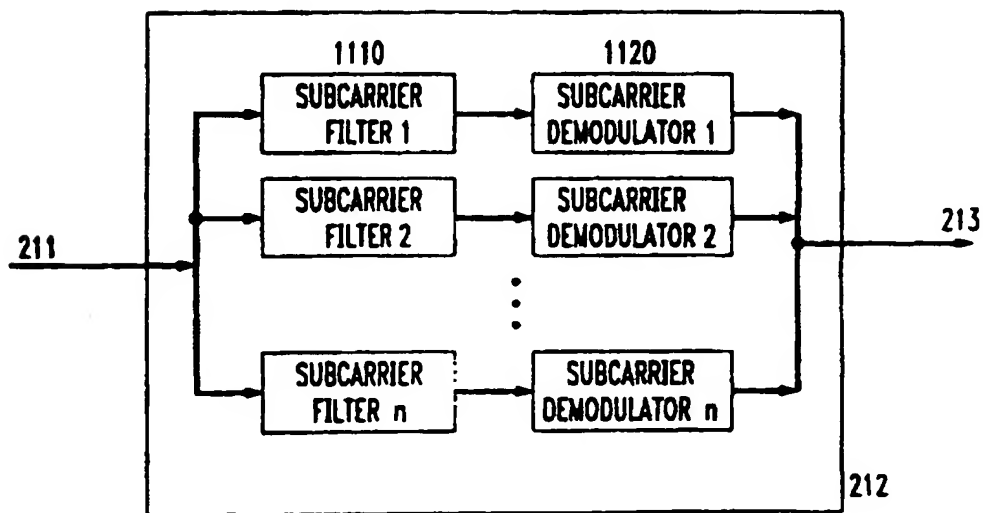 1110
1120
SUBCARRIER
FILTER 1
SUBCARRIER
DEMODULATOR 1
SUBCARRIER
FILTER 2
SUBCARRIER
DEMODULATOR 2
211
213
SUBCARRIER
FILTER n
SUBCARRIER
DEMODULATOR n
212